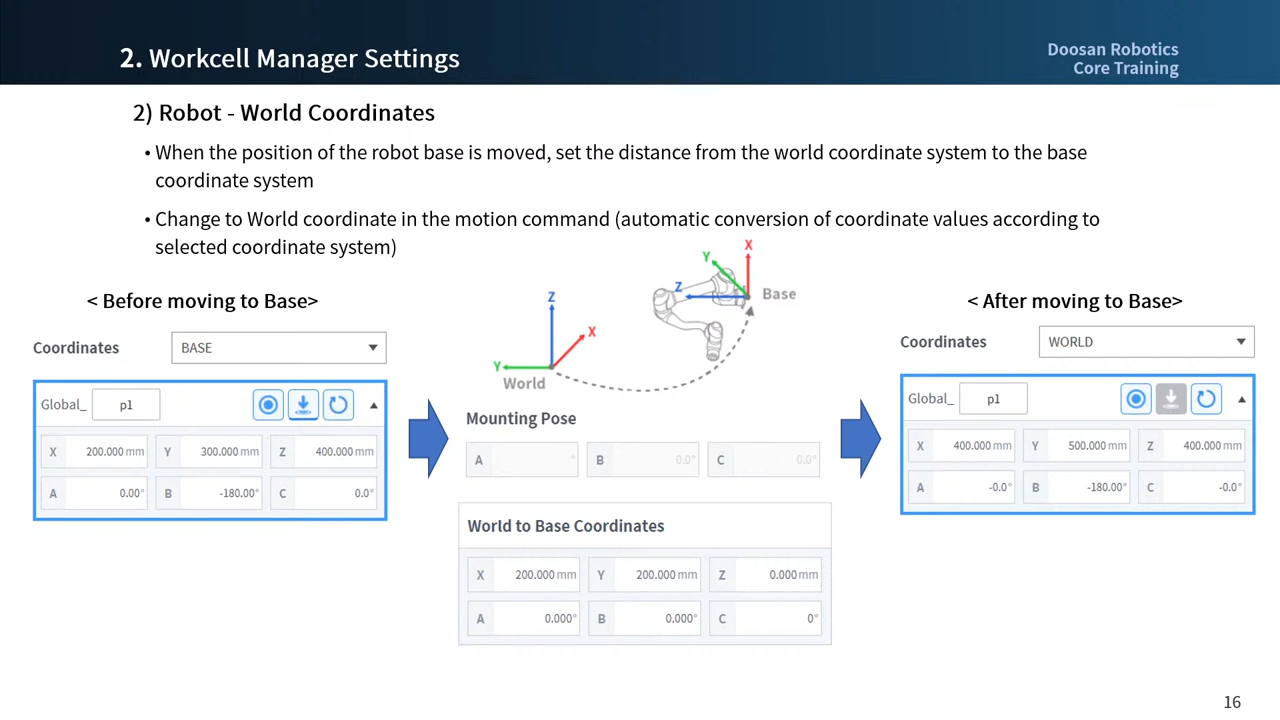 2. Workcell Manager Settings
Doosan Robotics
Core Training
2) Robot - World Coordinates
• When the position of the robot base is moved, set the distance from the world coordinate system to the base
coordinate system
• Change to World coordinate in the motion command (automatic conversion of coordinate values according to
selected coordinate system)
< Before moving to Base>
Coordinates BASE
Global_ p1
X 200.000 mm Y 300.000 mm Z 400.000 mm
A 0.00° B -180.00° C 0.0°
X
Y
Z
Base
Z
X
Y
World
Mounting Pose
A ° B 0.0° C 0.0°
World to Base Coordinates
X 200.000 mm Y 200.000 mm Z 0.000 mm
A 0.000° B 0.000° C 0°
< After moving to Base>
Coordinates WORLD
Global_ p1
X 400.000 mm Y 500.000 mm Z 400.000 mm
A -0.0° B -180.00° C -0.0°
16